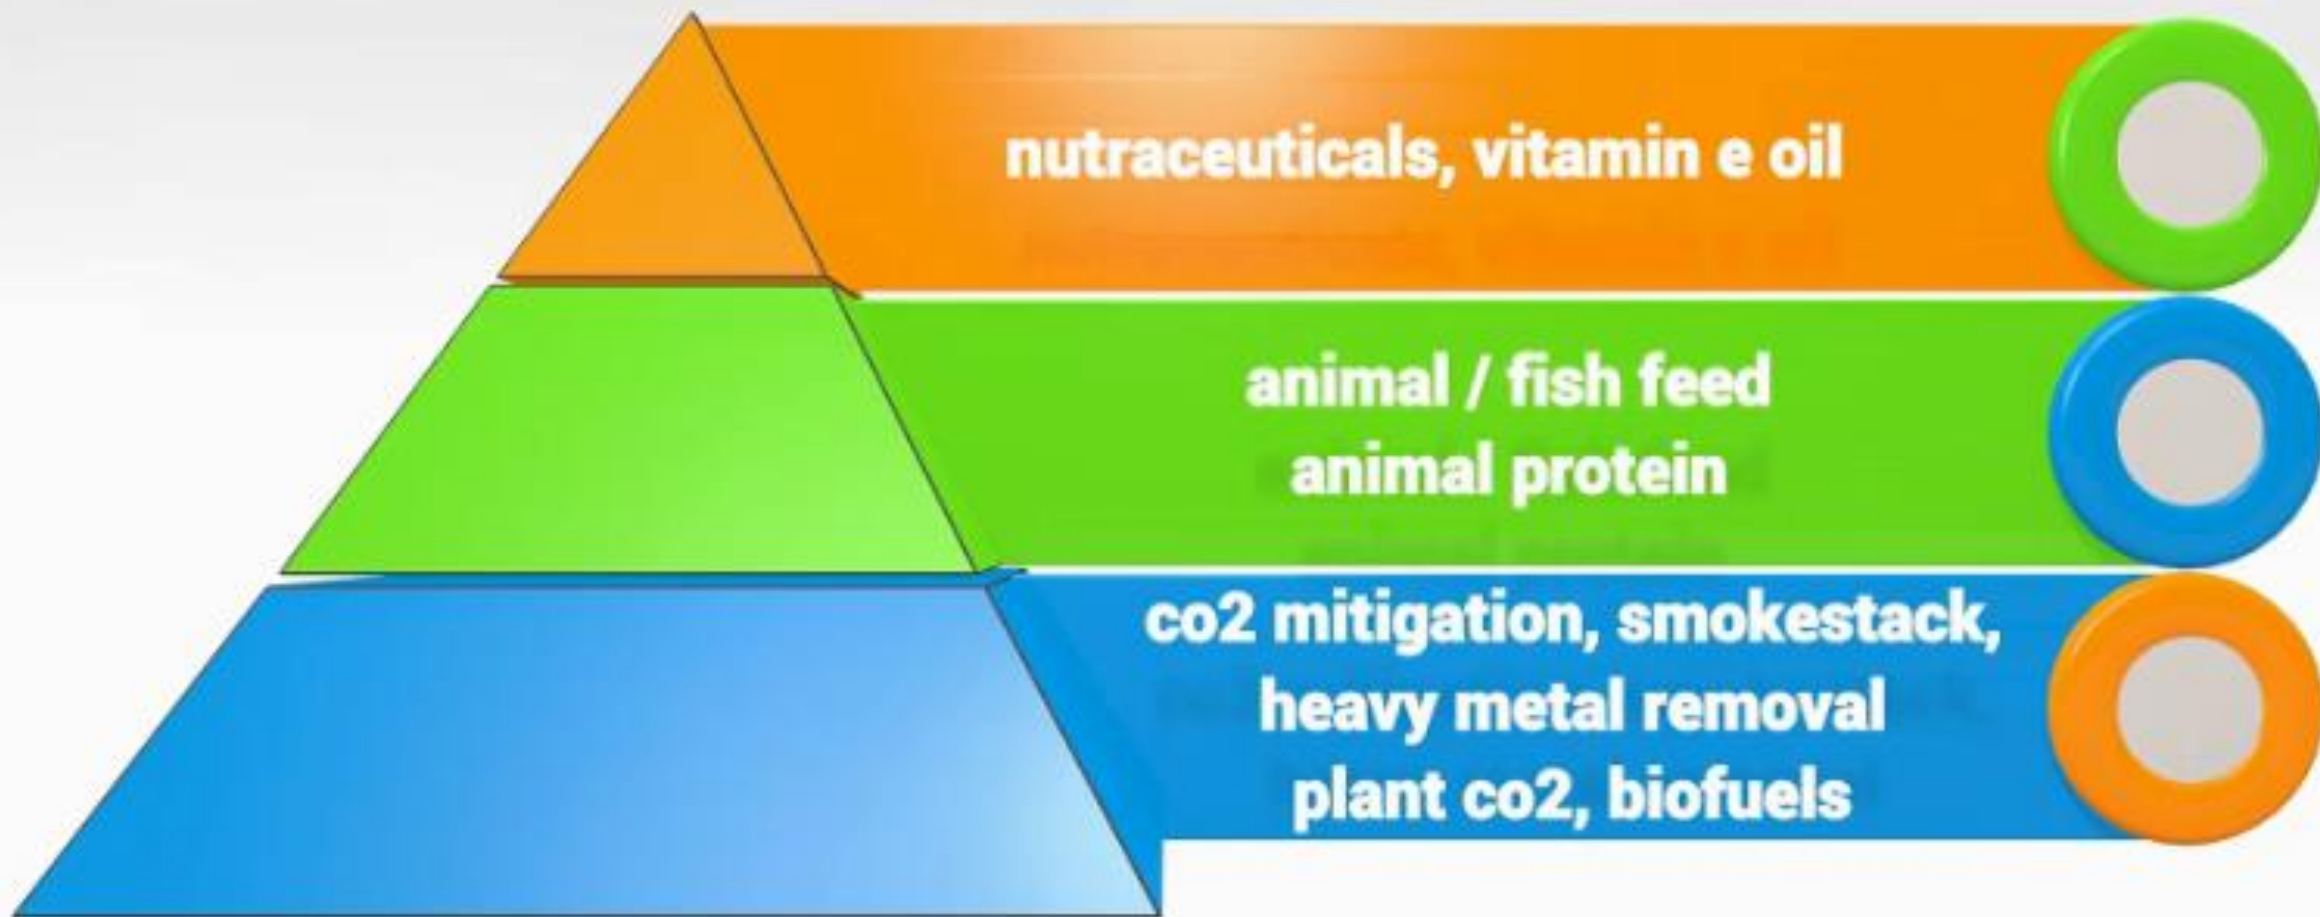 nutraceuticals, vitamin e oil
animal / fish feed
animal protein
co2 mitigation, smokestack,
heavy metal removal
plant co2, biofuels